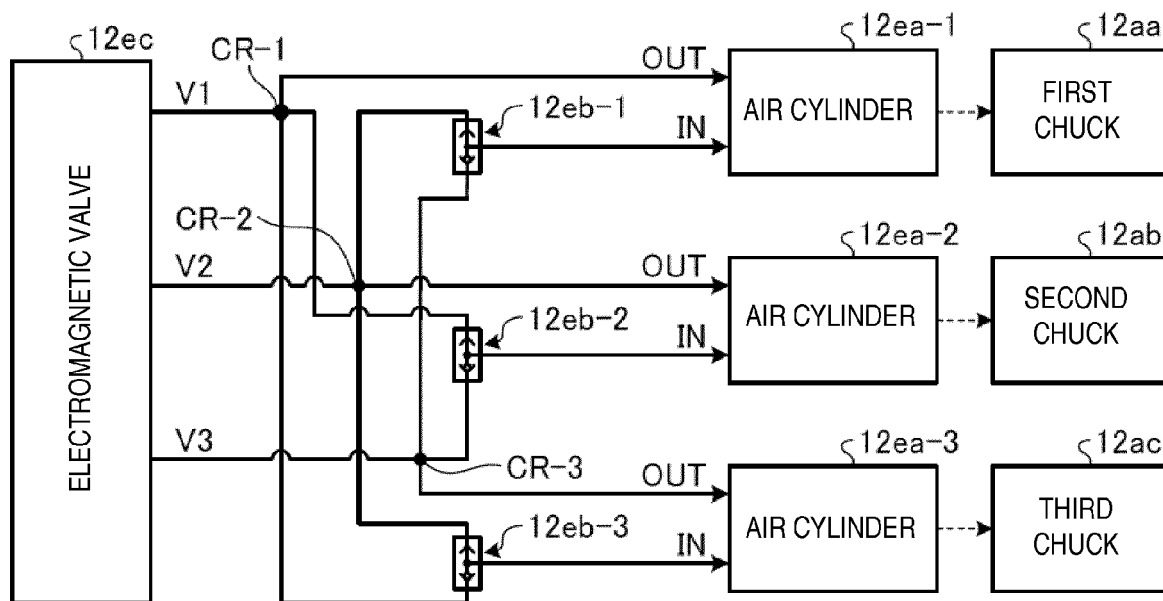 12ec
CR-1
12ea-1
12aa
V1
OUT
12eb-1
AIR CYLINDER
FIRST
CHUCK
IN
ELECTROMAGNETIC VALVE
CR-2
12ea-2
12ab
V2
OUT
12eb-2
AIR CYLINDER
SECOND
CHUCK
IN
V3
12ea-3
12ac
CR-3
OUT
12eb-3
AIR CYLINDER
THIRD
CHUCK
IN